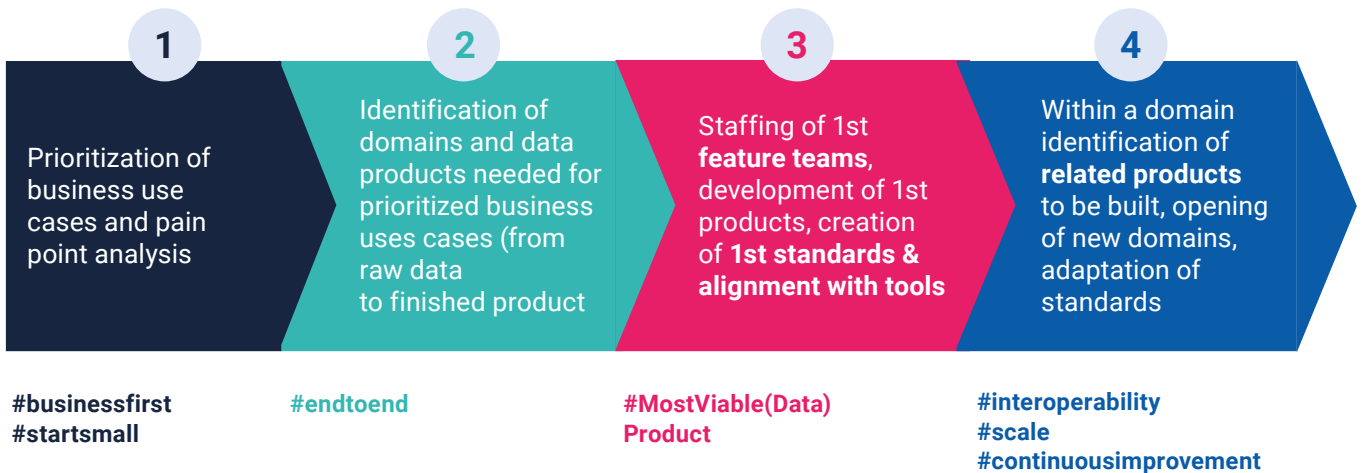 1
Prioritization of
business use
cases and pain
point analysis
#businessfirst
#startsmall
2
Identification of
domains and data
products needed for
prioritized business
uses cases (from
raw data
to finished product
#endtoend
3
Staffing of 1st
feature teams,
development of 1st
products, creation
of 1st standards &
alignment with tools
#MostViable(Data)
Product
4
Within a domain
identification of
related products
to be built, opening
of new domains,
adaptation of
standards
#interoperability
#scale
#continuousimprovement